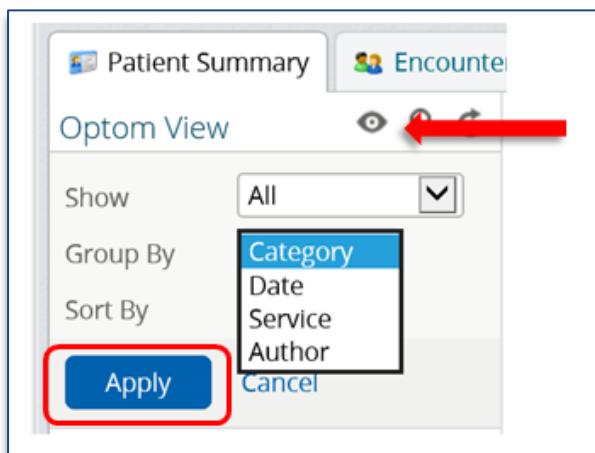 Patient Summary Encounte
Optom View
Show All
Group By Category
Date
Sort By Service
Author
Apply Cancel